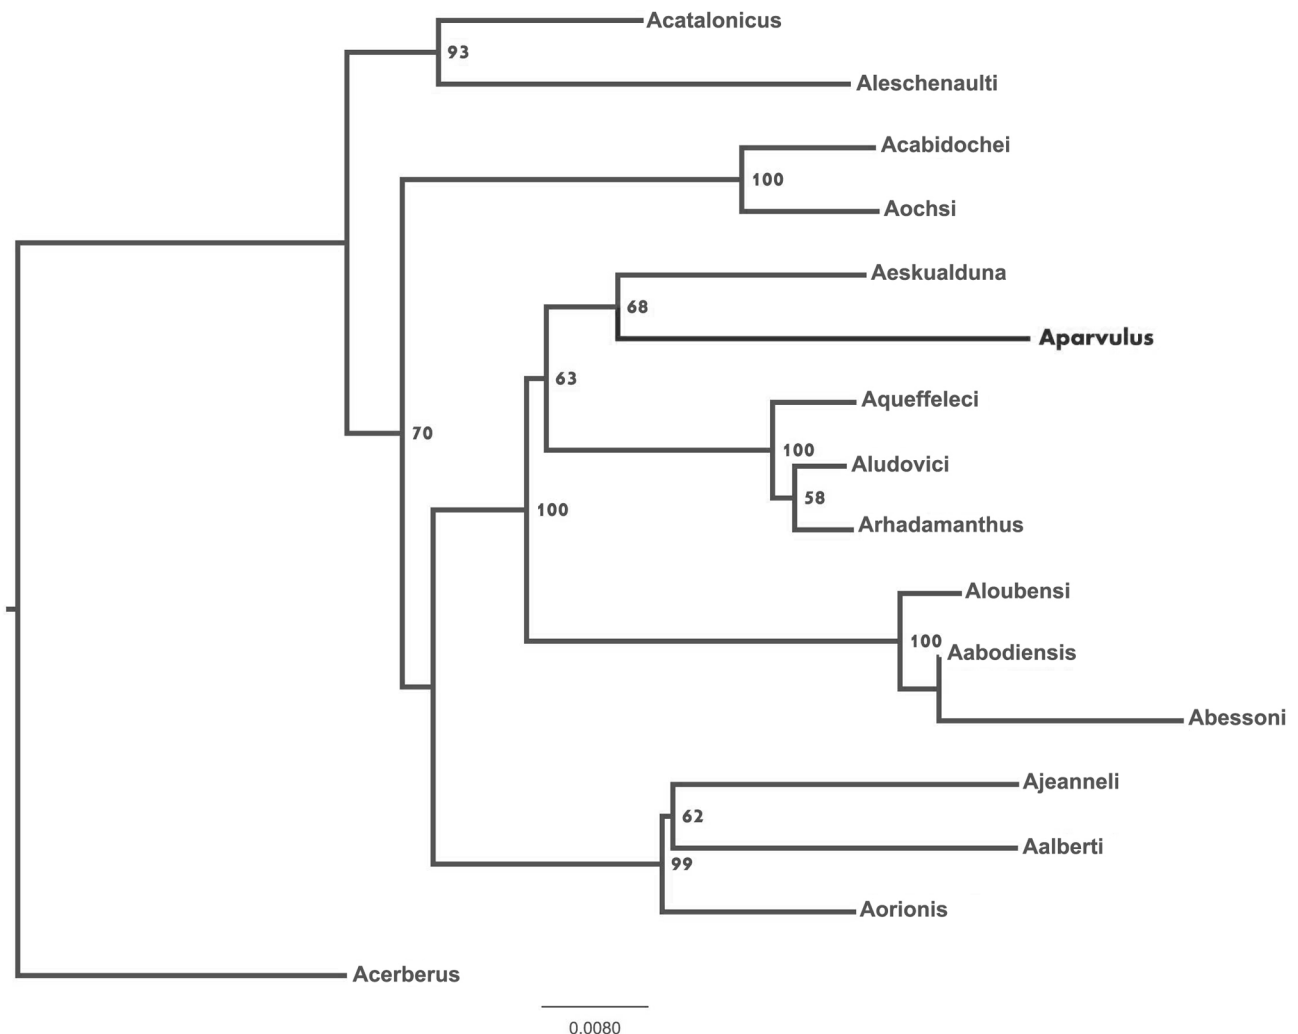 Acatalonicus
93
Aleschenaulti
Acabidochei
100
Aochsi
Aeskualduna
68
Aparvulus
63
Aqueffeleci
70
100
Aludovici
58
100
Arhadamanthus
Aloubensi
100
Aabodiensis
Abessoni
Ajeanneli
62
Aalberti
99
Aorionis
Acerberus
0.0080